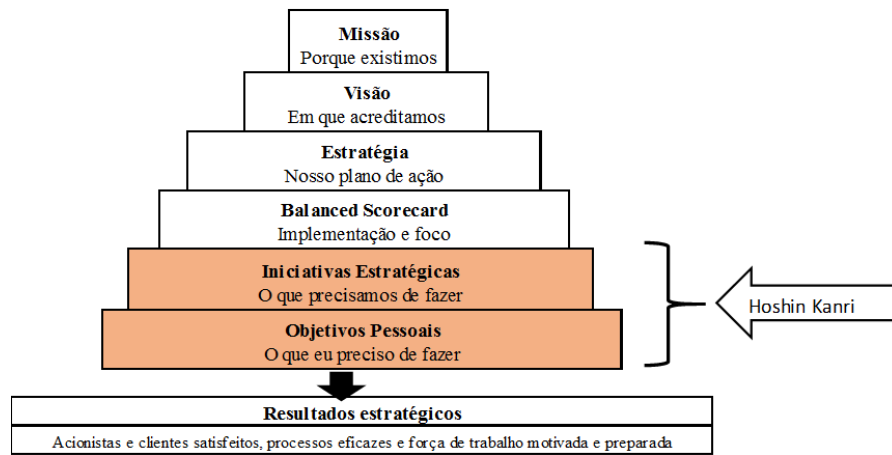 Missão
Porque existimos
Visão
Em que acreditamos
Estratégia
Nosso plano de ação
Balanced Scorecard
Implementação e foco
Iniciativas Estratégicas
O que precisamos de fazer
Hoshin Kanri
Objetivos Pessoais
O que eu preciso de fazer
Resultados estratégicos
Acionistas e clientes satisfeitos, processos eficazes e força de trabalho motivada e preparada